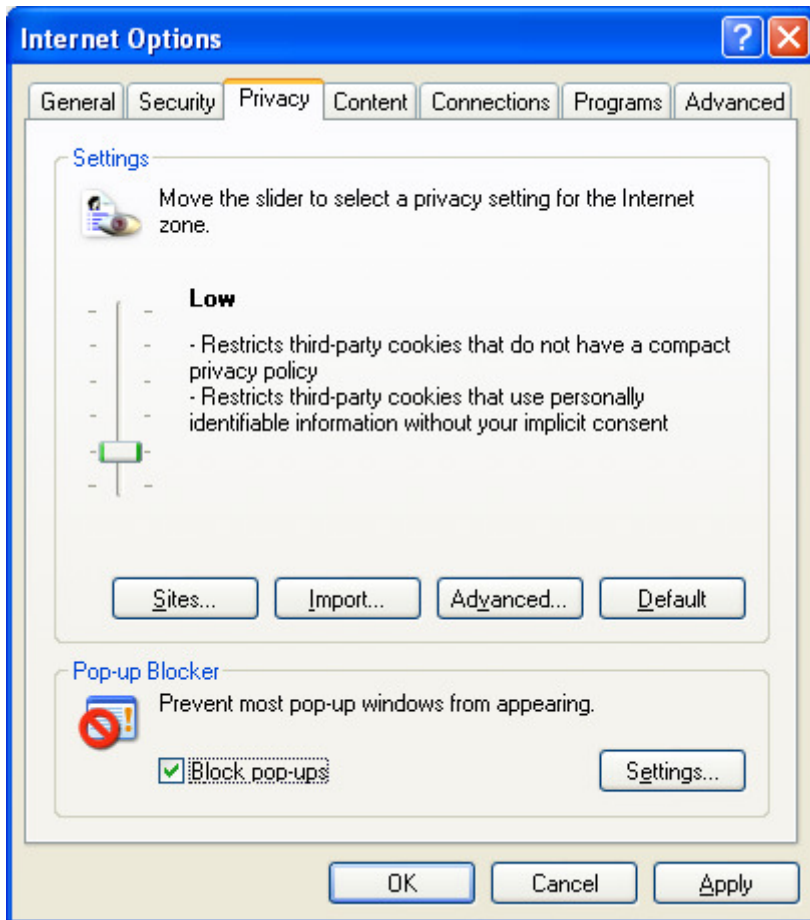 Internet Options
General Security Privacy Content Connections Programs Advanced
Settings
Move the slider to select a privacy setting for the Internet
zone.
Low
- Restricts third-party cookies that do not have a compact
privacy policy
- Restricts third-party cookies that use personally
identifiable information without your implicit consent
Sites... Import... Advanced... Default
Pop-up Blocker
Prevent most pop-up windows from appearing.
Block pop-ups Settings...
OK Cancel Apply